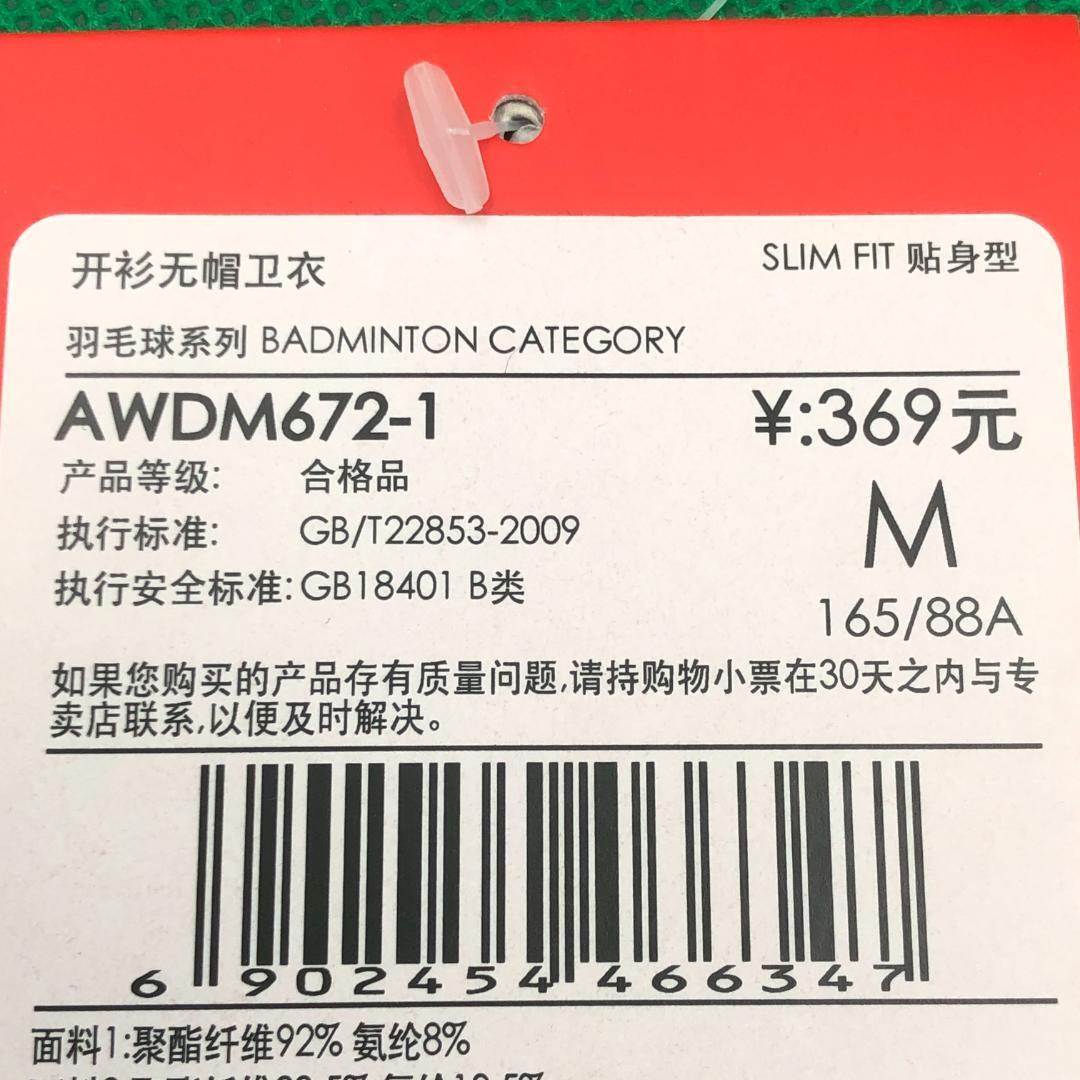 开衫无帽卫衣
SLIM FIT 贴身型
羽毛球系列 BADMINTON CATEGORY
AWDM672-1
¥:369元
产品等级: 合格品
M
执行标准: GB/T22853-2009
执行安全标准: GB18401 B类
165/88A
如果您购买的产品存有质量问题,请持购物小票在30天之内与专
卖店联系,以便及时解决。
6 902454 466347
面料1:聚酯纤维92% 氨纶8%